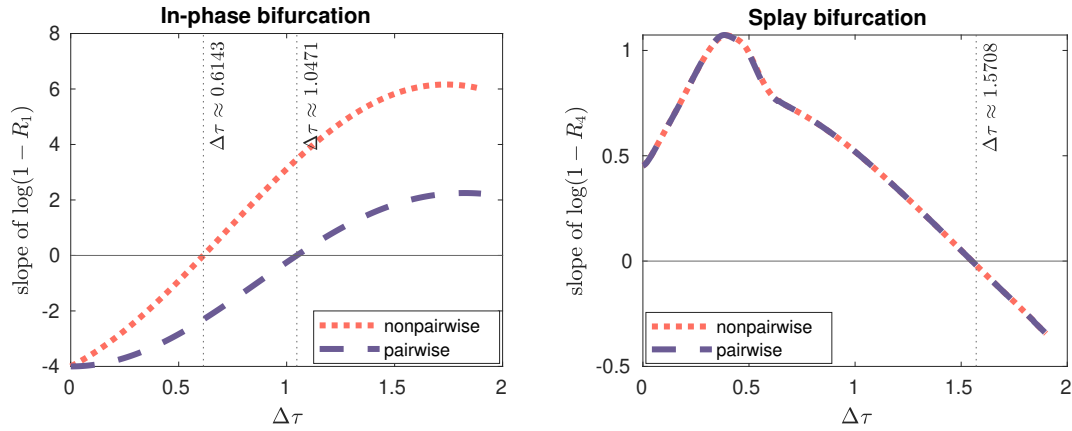 In-phase bifurcation
8
6
4
2
0
-2
-4
slope of log(1 − R₁)
Δτ ≈ 0.6143
Δτ ≈ 1.0471
nonpairwise
pairwise
0
0.5
1
1.5
2
Δτ
Splay bifurcation
1
0.5
0
-0.5
slope of log(1 − R₄)
Δτ ≈ 1.5708
nonpairwise
pairwise
0
0.5
1
1.5
2
Δτ